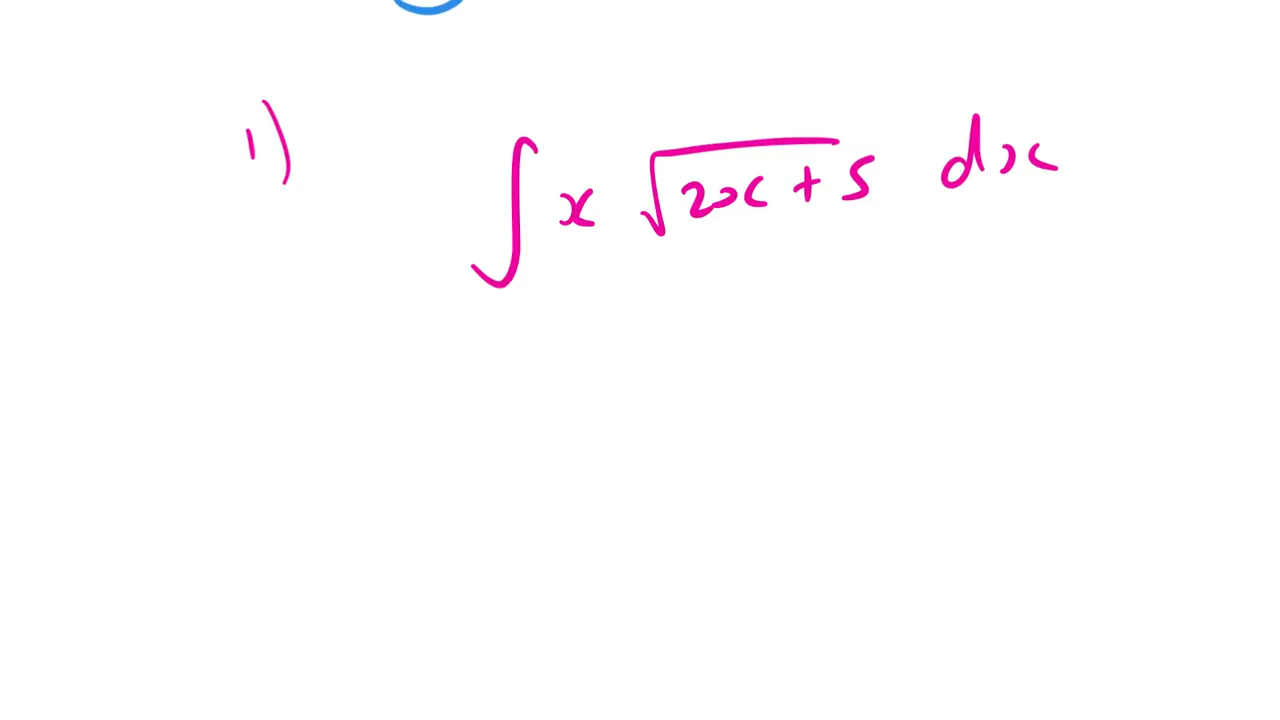 1) ∫ x √(2x + 5) dx